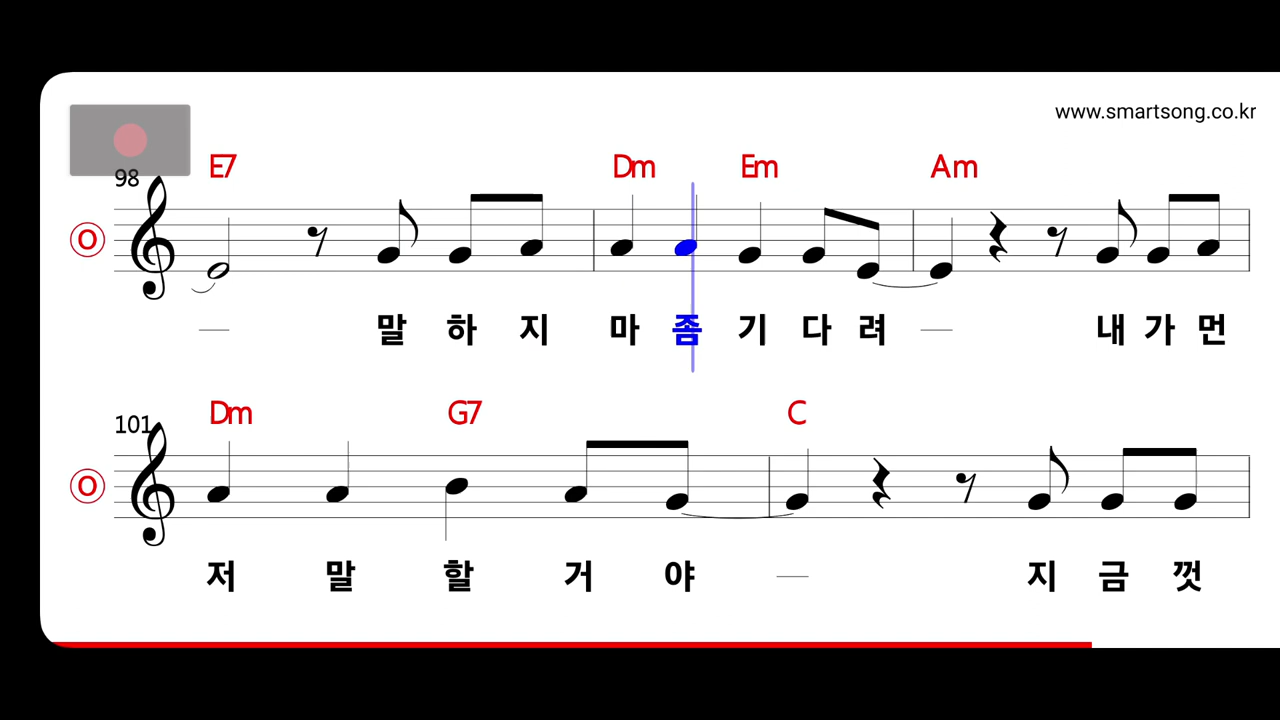 www.smartsong.co.kr
E7 Dm Em Am
98
O
말 하 지 마 좀 기 다 려 내 가 먼
Dm G7 C
101
O
저 말 할 거 야 지 금 껏